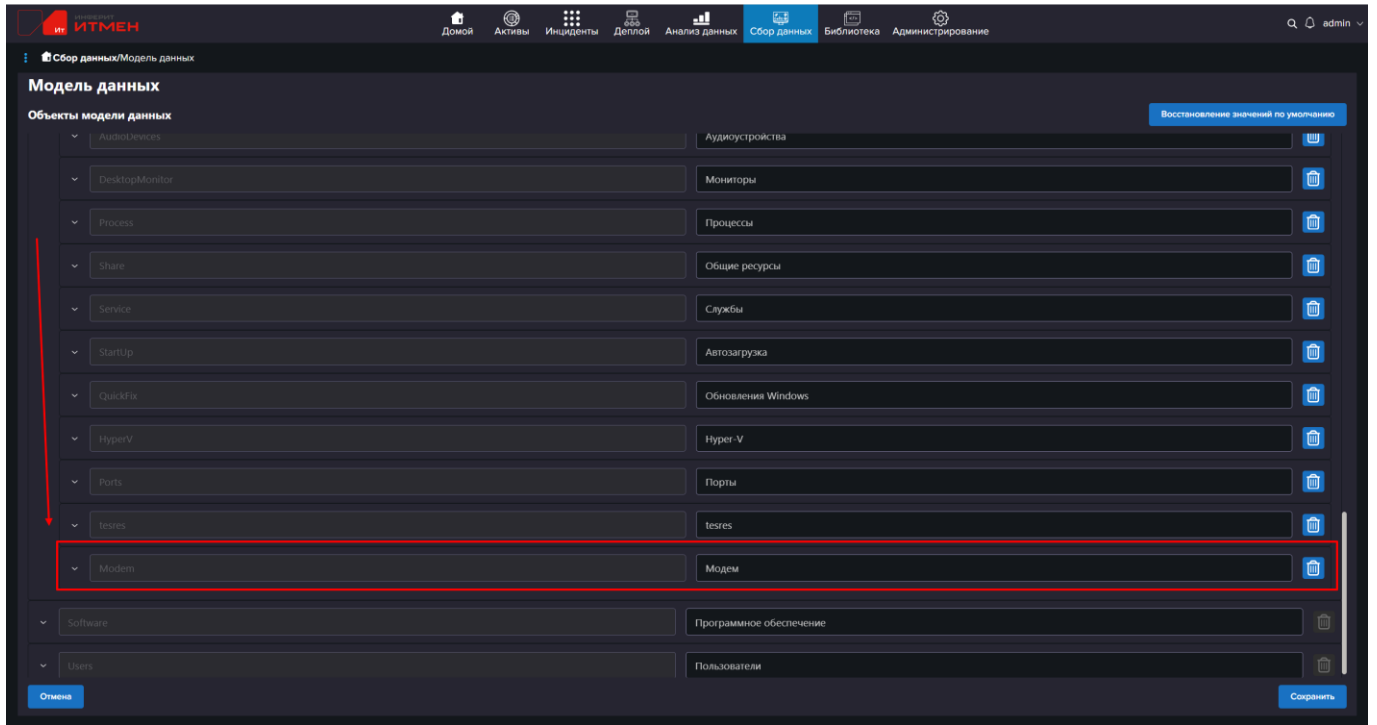 ИНФЕРИТ
ИТ ИТМЕН
Домой Активы Инциденты Деплой Анализ данных Сбор данных Библиотека Администрирование
admin
Сбор данных/Модель данных
Модель данных
Объекты модели данных
Восстановление значений по умолчанию
AudioDevices Аудиоустройства
DesktopMonitor Мониторы
Process Процессы
Share Общие ресурсы
Service Службы
StartUp Автозагрузка
QuickFix Обновления Windows
HyperV Hyper-V
Ports Порты
tesres tesres
Modem Модем
Software Программное обеспечение
Users Пользователи
Отмена Сохранить